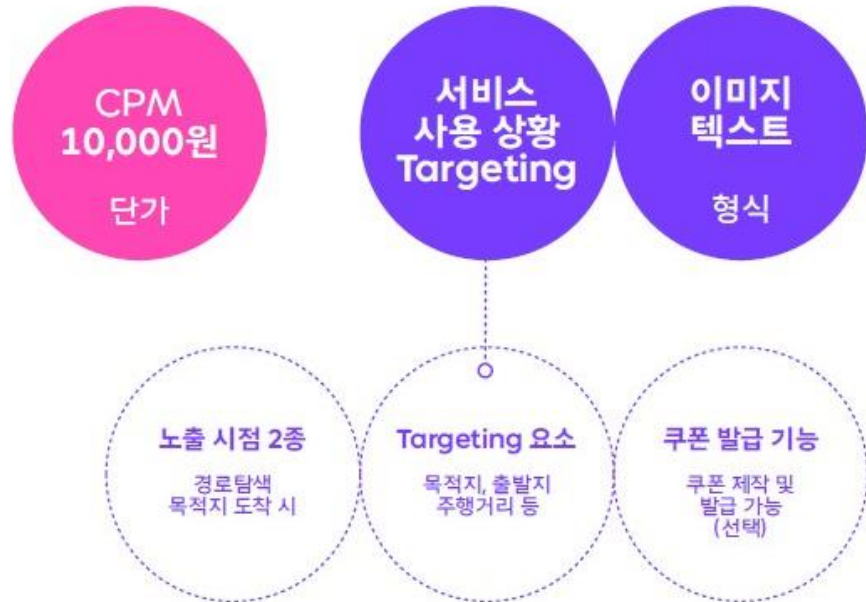 CPM
10,000원
단가
서비스
사용 상황
Targeting
이미지
텍스트
형식
노출 시점 2종
경로탐색
목적지 도착 시
Targeting 요소
목적지, 출발지
주행거리 등
쿠폰 발급 기능
쿠폰 제작 및
발급 가능
(선택)